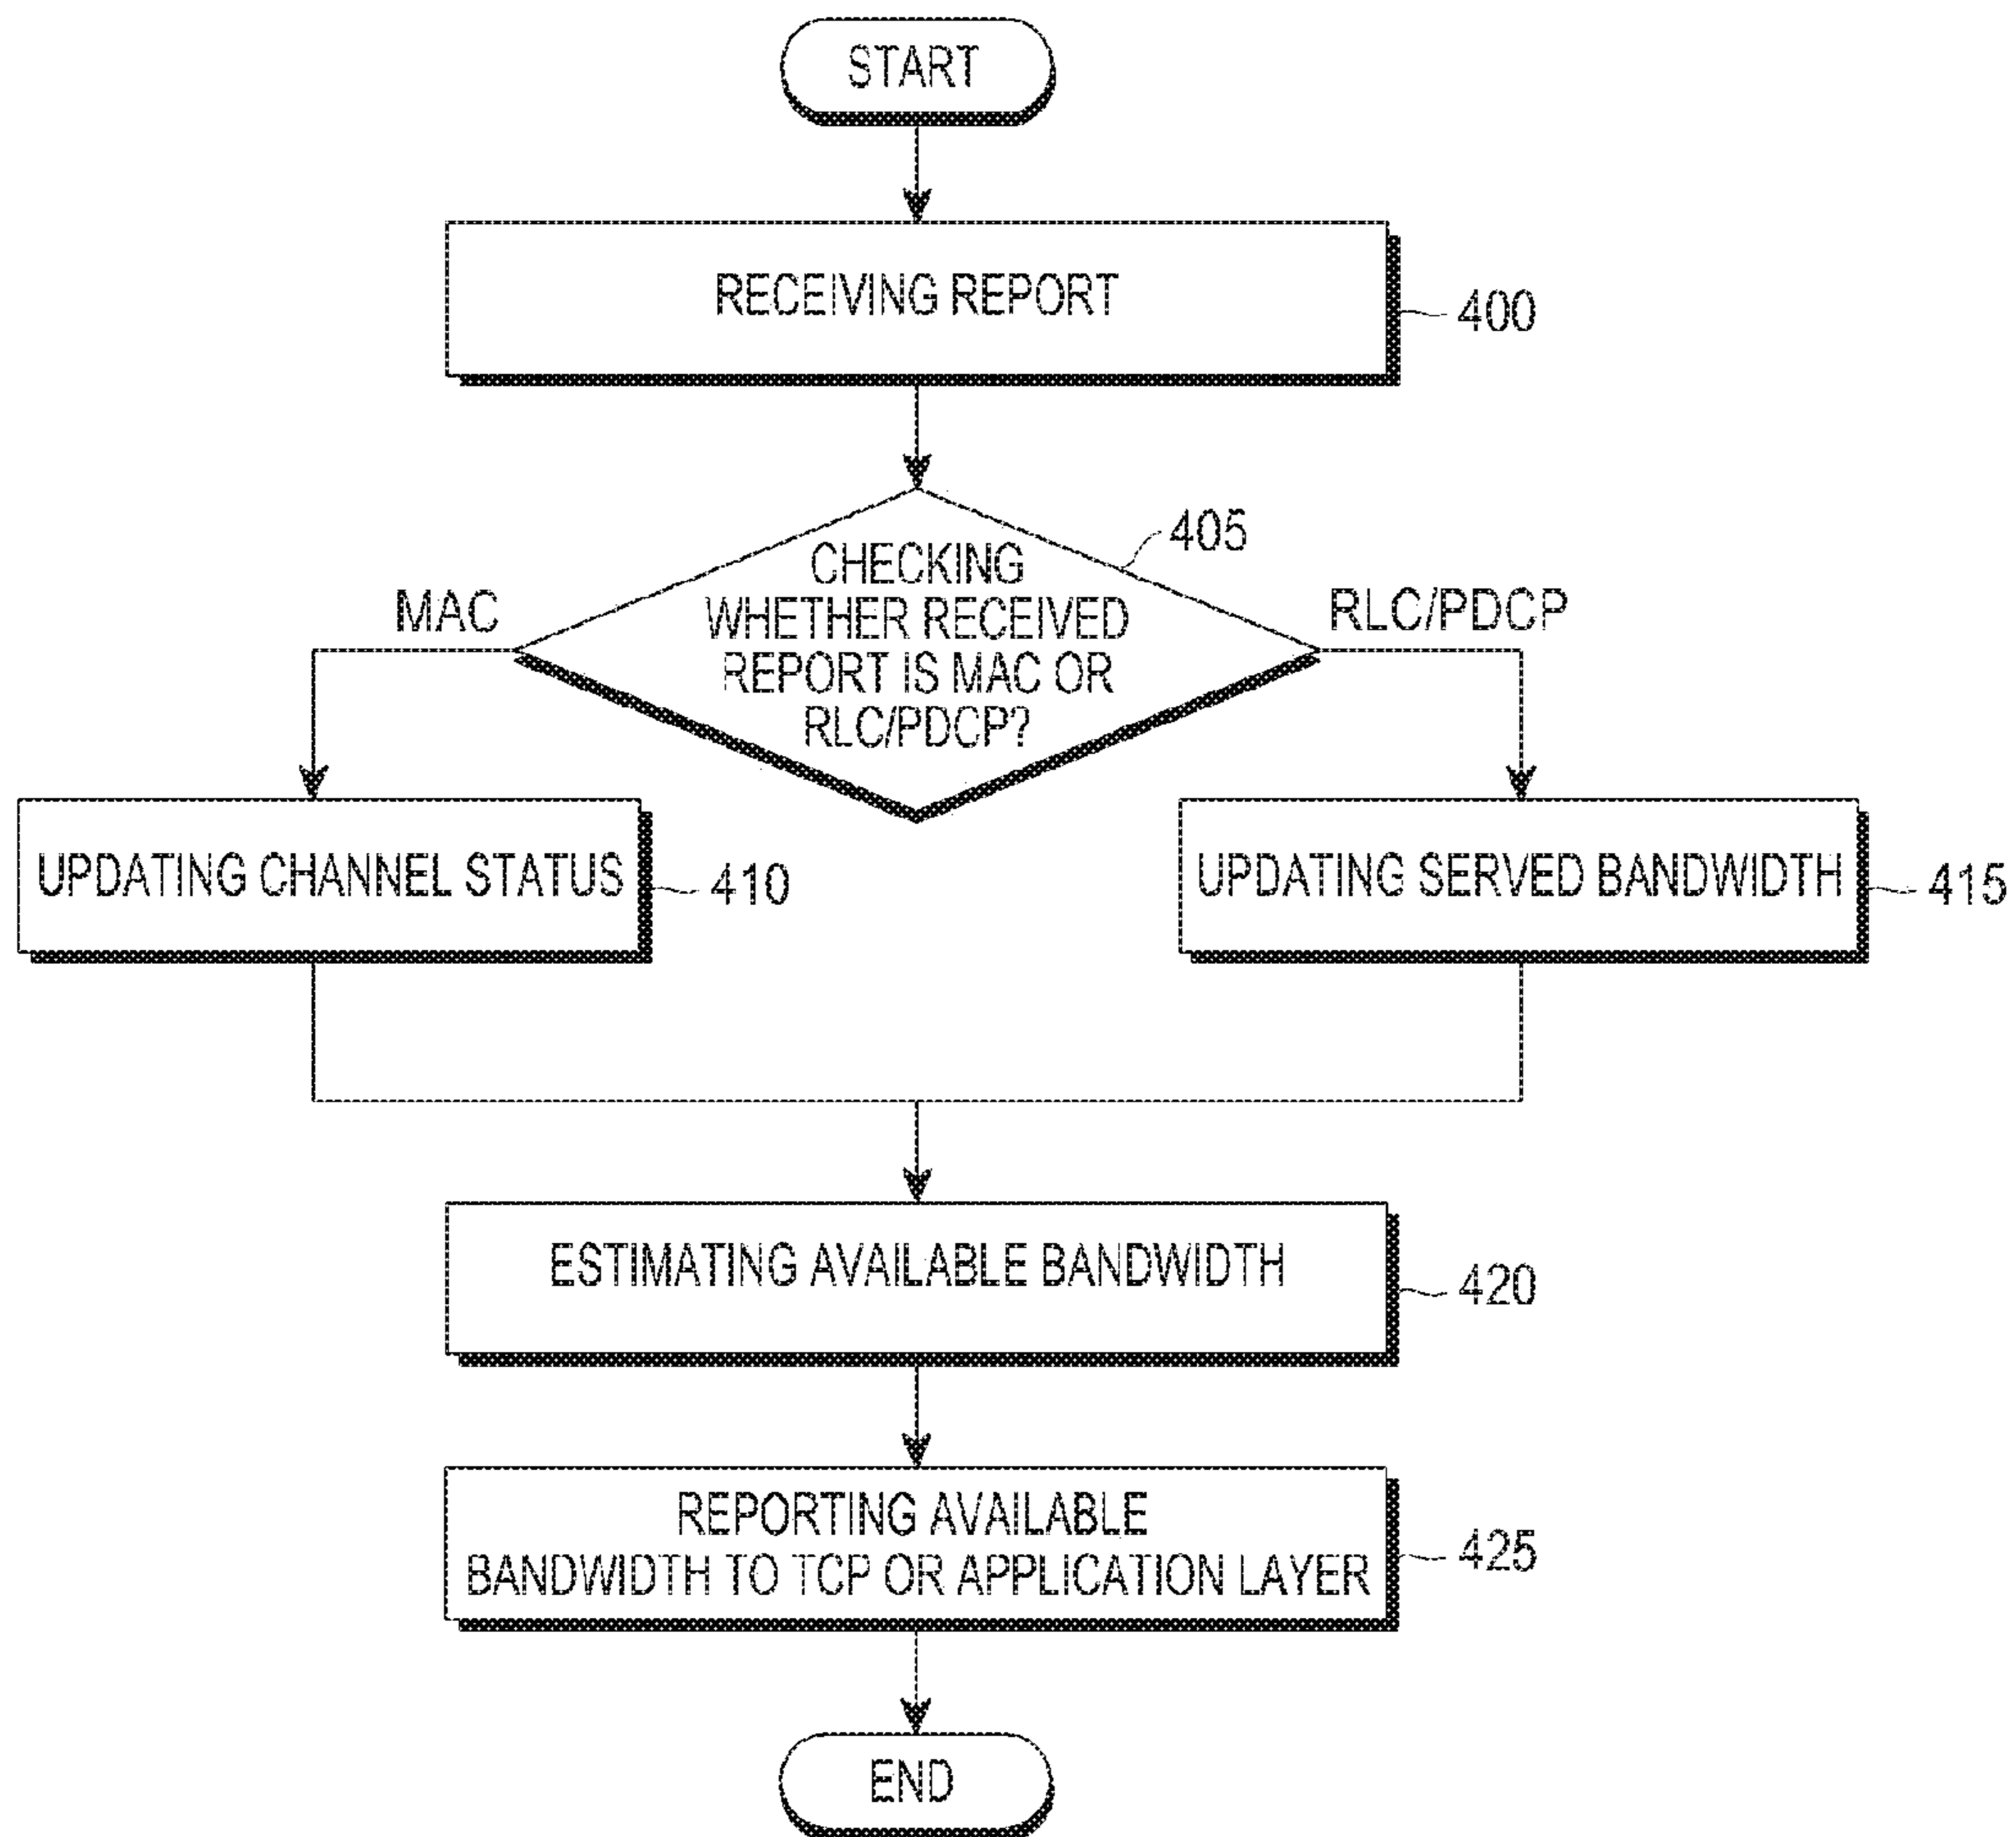 START
RECEIVING REPORT
400
405
CHECKING
WHETHER RECEIVED
REPORT IS MAC OR
RLC/PDCP?
MAC
RLC/PDCP
UPDATING CHANNEL STATUS
410
UPDATING SERVED BANDWIDTH
415
ESTIMATING AVAILABLE BANDWIDTH
420
REPORTING AVAILABLE
BANDWIDTH TO TCP OR APPLICATION LAYER
425
END